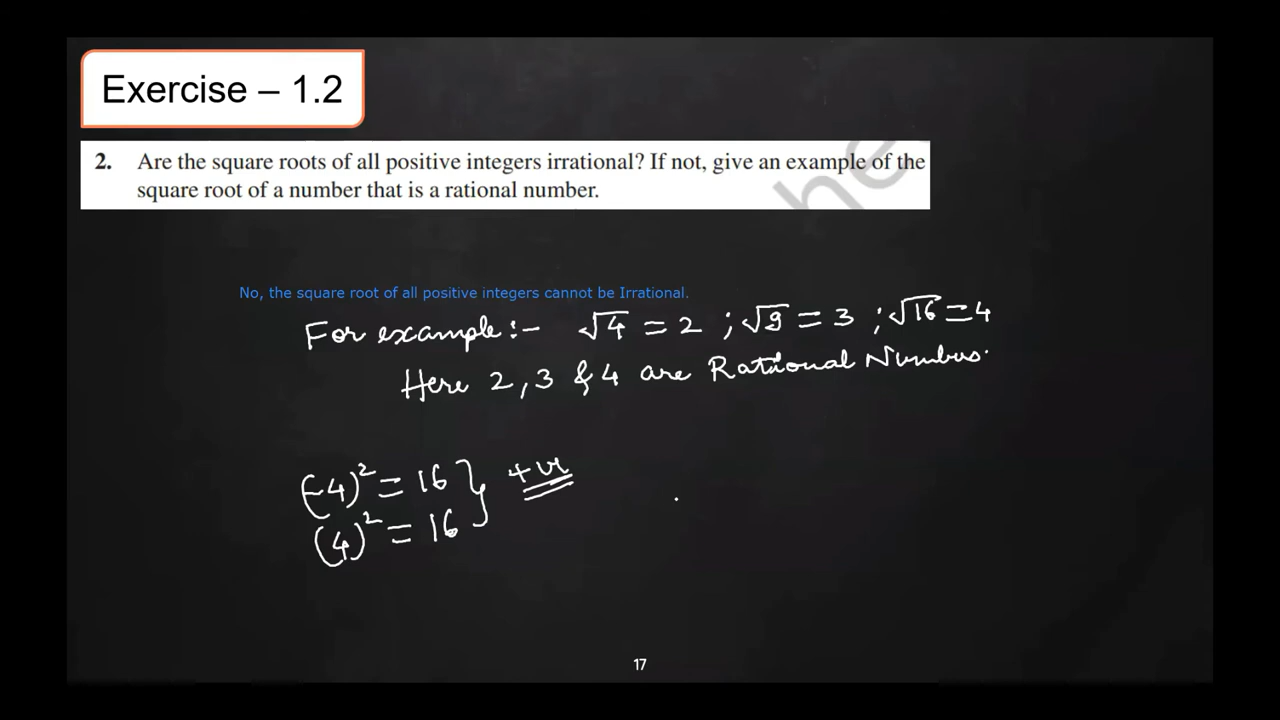 Exercise – 1.2
2. Are the square roots of all positive integers irrational? If not, give an example of the
square root of a number that is a rational number.
he
No, the square root of all positive integers cannot be Irrational.
For example:- √4 = 2 ; √9 = 3 ; √16 = 4
Here 2, 3 & 4 are Rational Numbers.
(-4)² = 16 } +ve
(4)² = 16
17